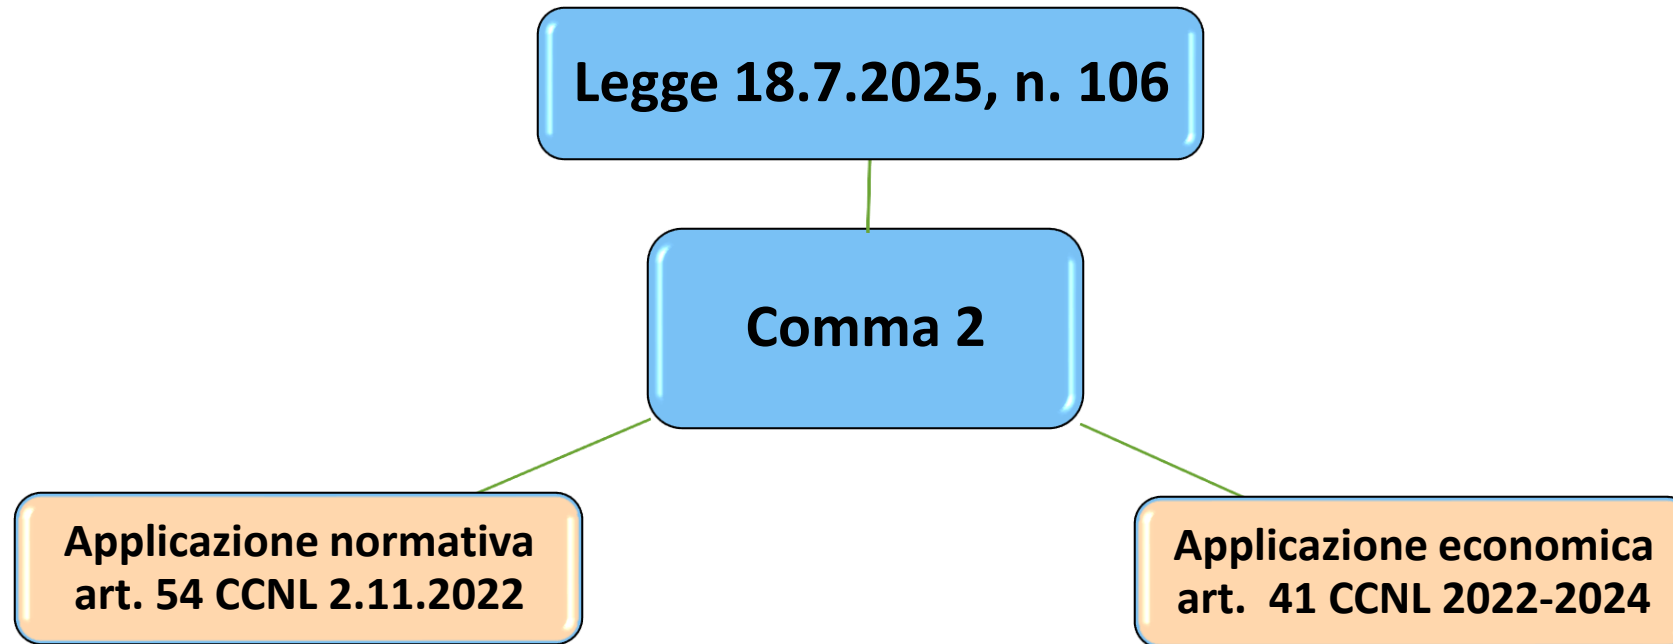 Legge 18.7.2025, n. 106
Comma 2
Applicazione normativa
art. 54 CCNL 2.11.2022
Applicazione economica
art.  41 CCNL 2022-2024